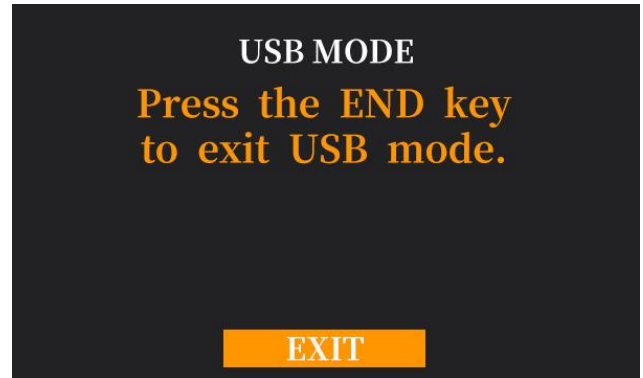 USB MODE
Press the END key
to exit USB mode.
EXIT